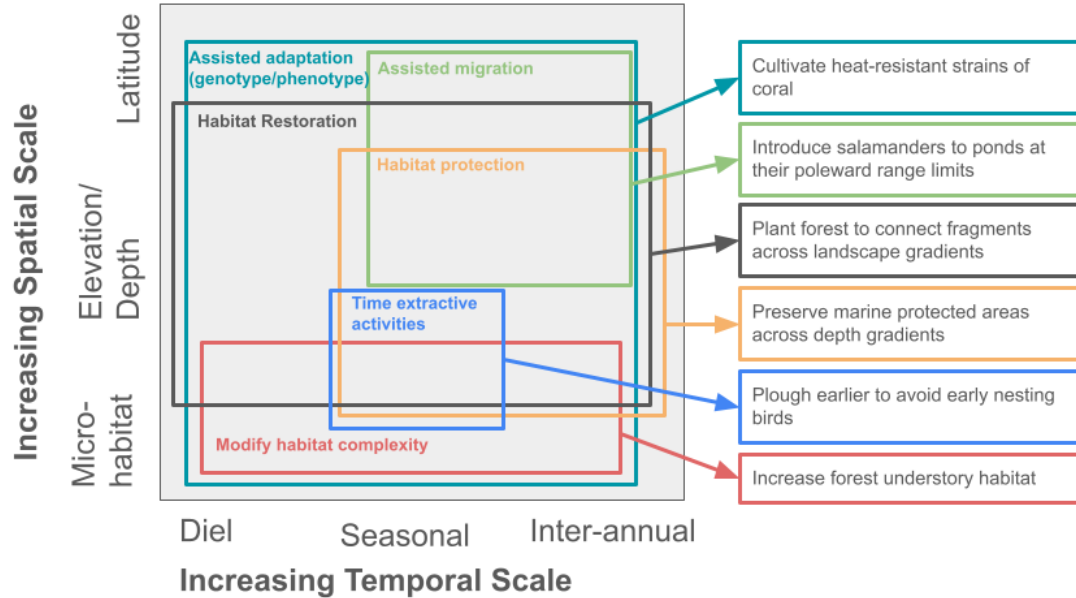 Increasing Spatial Scale
Latitude
Elevation/
Depth
Micro-
habitat
Assisted adaptation
(genotype/phenotype)
Assisted migration
Habitat Restoration
Habitat protection
Time extractive
activities
Modify habitat complexity
Cultivate heat-resistant strains of
coral
Introduce salamanders to ponds at
their poleward range limits
Plant forest to connect fragments
across landscape gradients
Preserve marine protected areas
across depth gradients
Plough earlier to avoid early nesting
birds
Increase forest understory habitat
Diel
Seasonal
Inter-annual
Increasing Temporal Scale